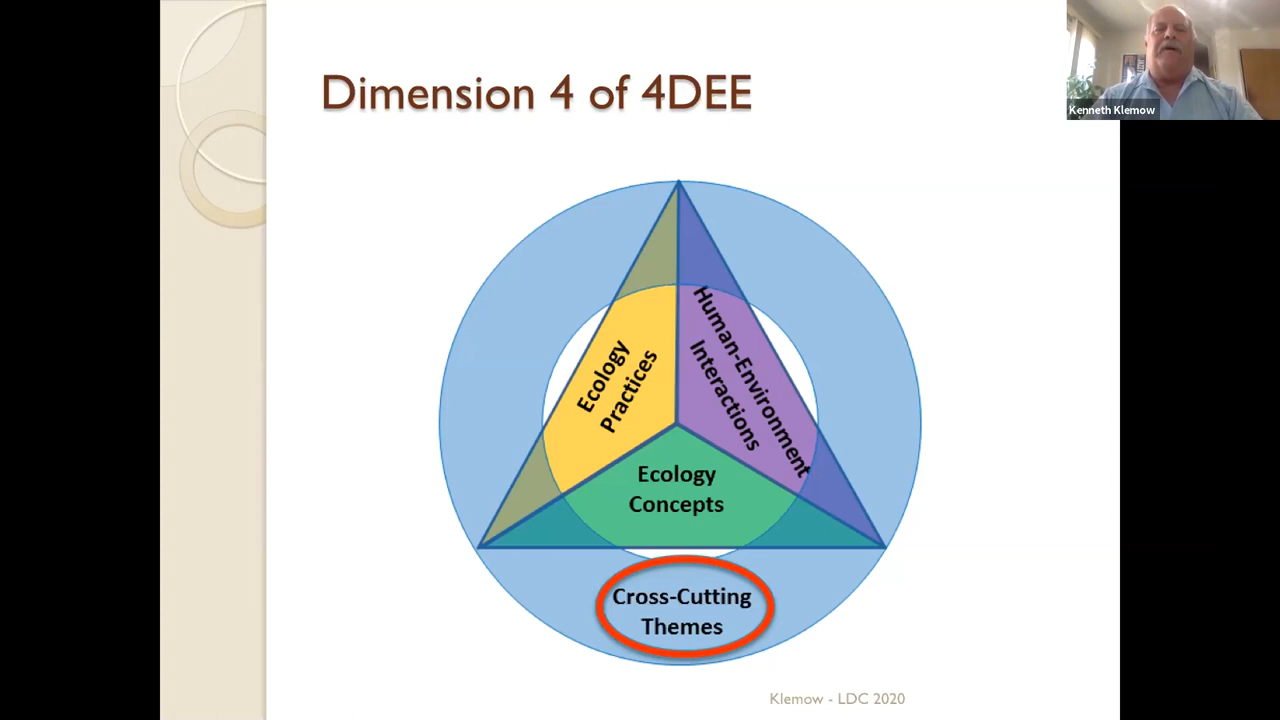 Dimension 4 of 4DEE
Kenneth Klemow
Ecology
Practices
Human-Environment
Interactions
Ecology
Concepts
Cross-Cutting
Themes
Klemow - LDC 2020